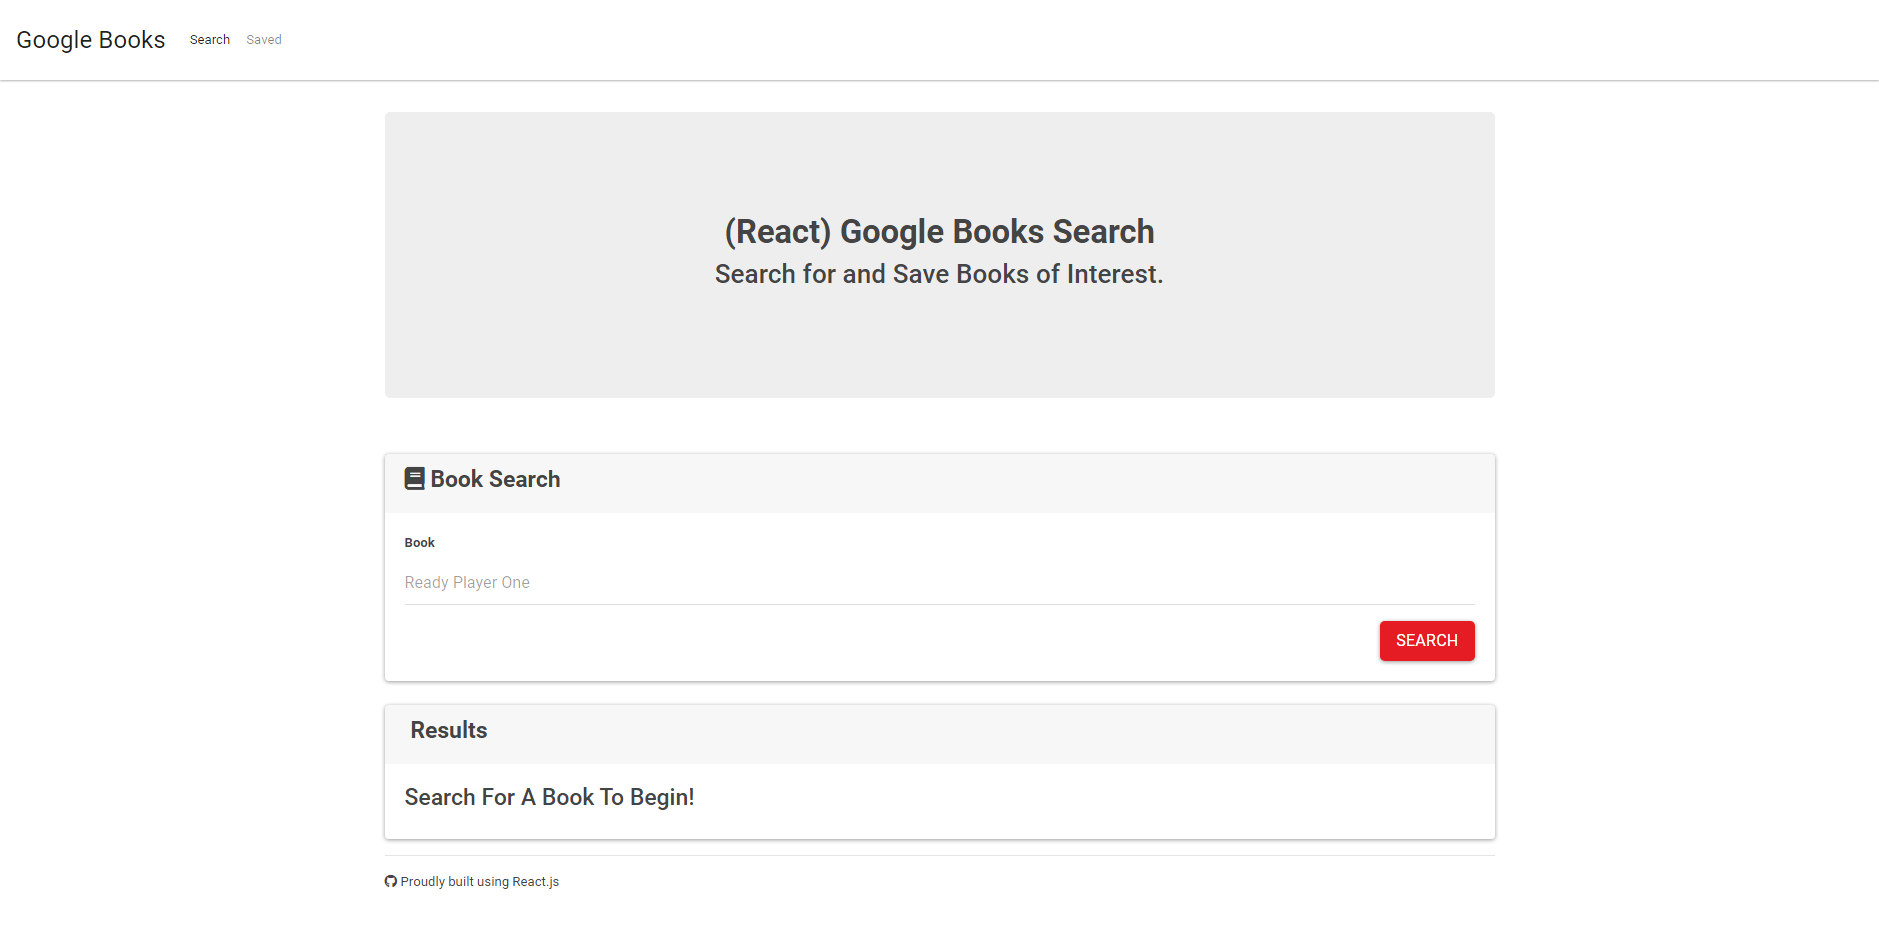 Google Books Search Saved
(React) Google Books Search
Search for and Save Books of Interest.
Book Search
Book
Ready Player One
SEARCH
Results
Search For A Book To Begin!
Proudly built using React.js